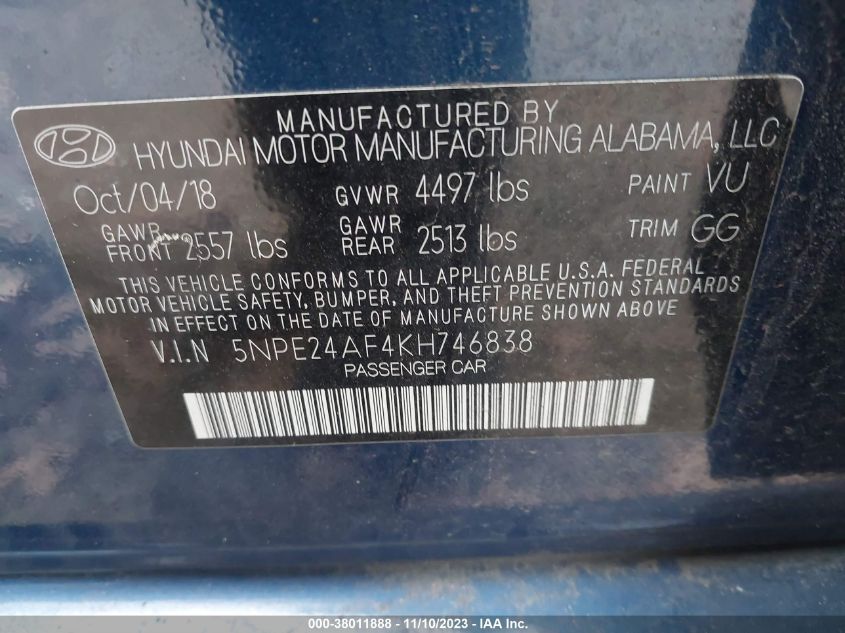 MANUFACTURED BY
HYUNDAI MOTOR MANUFACTURING ALABAMA, LLC
Oct/04/18 GVWR 4497 lbs PAINT VU
GAWR FRONT 2557 lbs GAWR REAR 2513 lbs TRIM GG
THIS VEHICLE CONFORMS TO ALL APPLICABLE U.S.A. FEDERAL
MOTOR VEHICLE SAFETY, BUMPER, AND THEFT PREVENTION STANDARDS
IN EFFECT ON THE DATE OF MANUFACTURE SHOWN ABOVE
V.I.N 5NPE24AF4KH746838
PASSENGER CAR
000-38011888 - 11/10/2023 - IAA Inc.